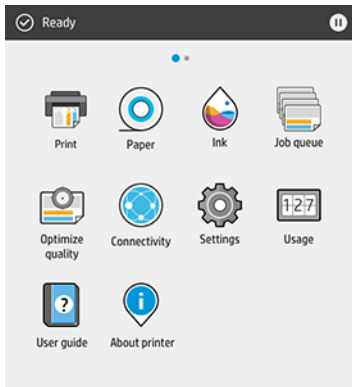 Ready
Print Paper Ink Job queue
127
Optimize
quality
Connectivity Settings Usage
?
i
User guide About printer